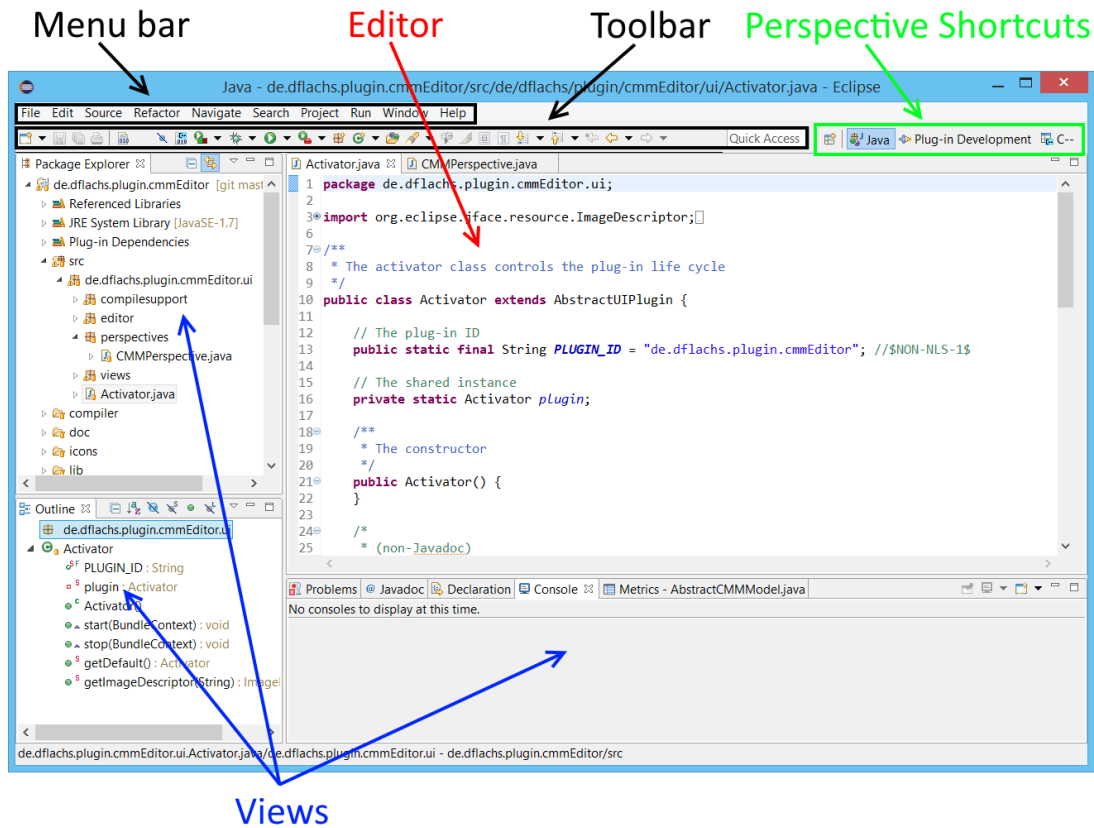 Menu bar Editor Toolbar Perspective Shortcuts
Java - de.dflachs.plugin.cmmEditor/src/de/dflachs/plugin/cmmEditor/ui/Activator.java - Eclipse
File Edit Source Refactor Navigate Search Project Run Window Help
Quick Access
Java Plug-in Development C--
Package Explorer
de.dflachs.plugin.cmmEditor [git mast
Referenced Libraries
JRE System Library [JavaSE-1.7]
Plug-in Dependencies
src
de.dflachs.plugin.cmmEditor.ui
compilesupport
editor
perspectives
CMMPerspective.java
views
Activator.java
compiler
doc
icons
lib
Activator.java CMMPerspective.java
1 package de.dflachs.plugin.cmmEditor.ui;
2
3 import org.eclipse.jface.resource.ImageDescriptor;
6
7 /**
8 * The activator class controls the plug-in life cycle
9 */
10 public class Activator extends AbstractUIPlugin {
11
12 // The plug-in ID
13 public static final String PLUGIN_ID = "de.dflachs.plugin.cmmEditor"; //$NON-NLS-1$
14
15 // The shared instance
16 private static Activator plugin;
17
18 /**
19 * The constructor
20 */
21 public Activator() {
22 }
23
24 /*
25 * (non-Javadoc)
Outline
de.dflachs.plugin.cmmEditor.ui
Activator
PLUGIN_ID : String
plugin : Activator
Activator()
start(BundleContext) : void
stop(BundleContext) : void
getDefault() : Activator
getImageDescriptor(String) : Imagel
Problems @ Javadoc Declaration Console Metrics - AbstractCMMModel.java
No consoles to display at this time.
de.dflachs.plugin.cmmEditor.ui.Activator.java/de.dflachs.plugin.cmmEditor.ui - de.dflachs.plugin.cmmEditor/src
Views